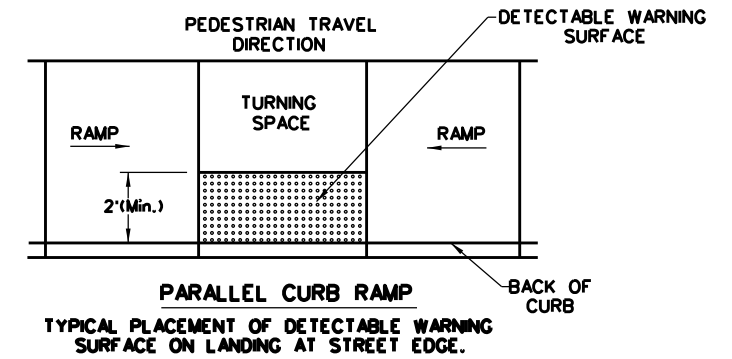 PEDESTRIAN TRAVEL
DIRECTION
DETECTABLE WARNING
SURFACE
TURNING
SPACE
RAMP
RAMP
2'(Min.)
BACK OF
CURB
PARALLEL CURB RAMP
TYPICAL PLACEMENT OF DETECTABLE WARNING
SURFACE ON LANDING AT STREET EDGE.